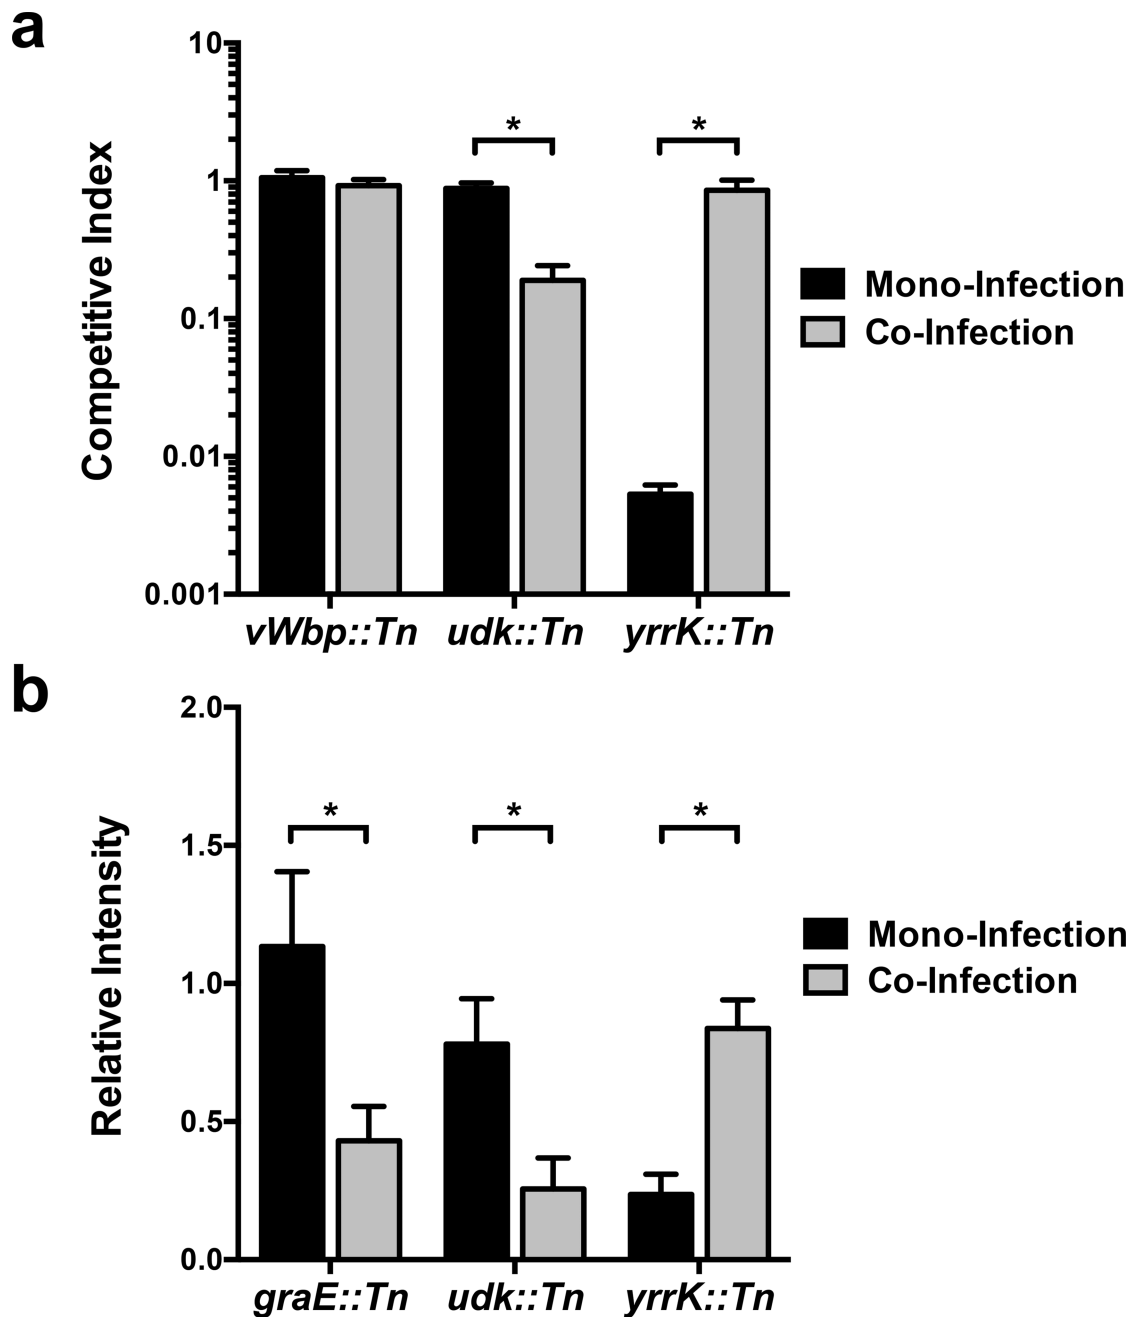 a
10
1
0.1
0.01
0.001
Competitive Index
*
*
vWbp::Tn
udk::Tn
yrrK::Tn
Mono-Infection
Co-Infection
b
2.0
1.5
1.0
0.5
0.0
Relative Intensity
*
*
*
graE::Tn
udk::Tn
yrrK::Tn
Mono-Infection
Co-Infection